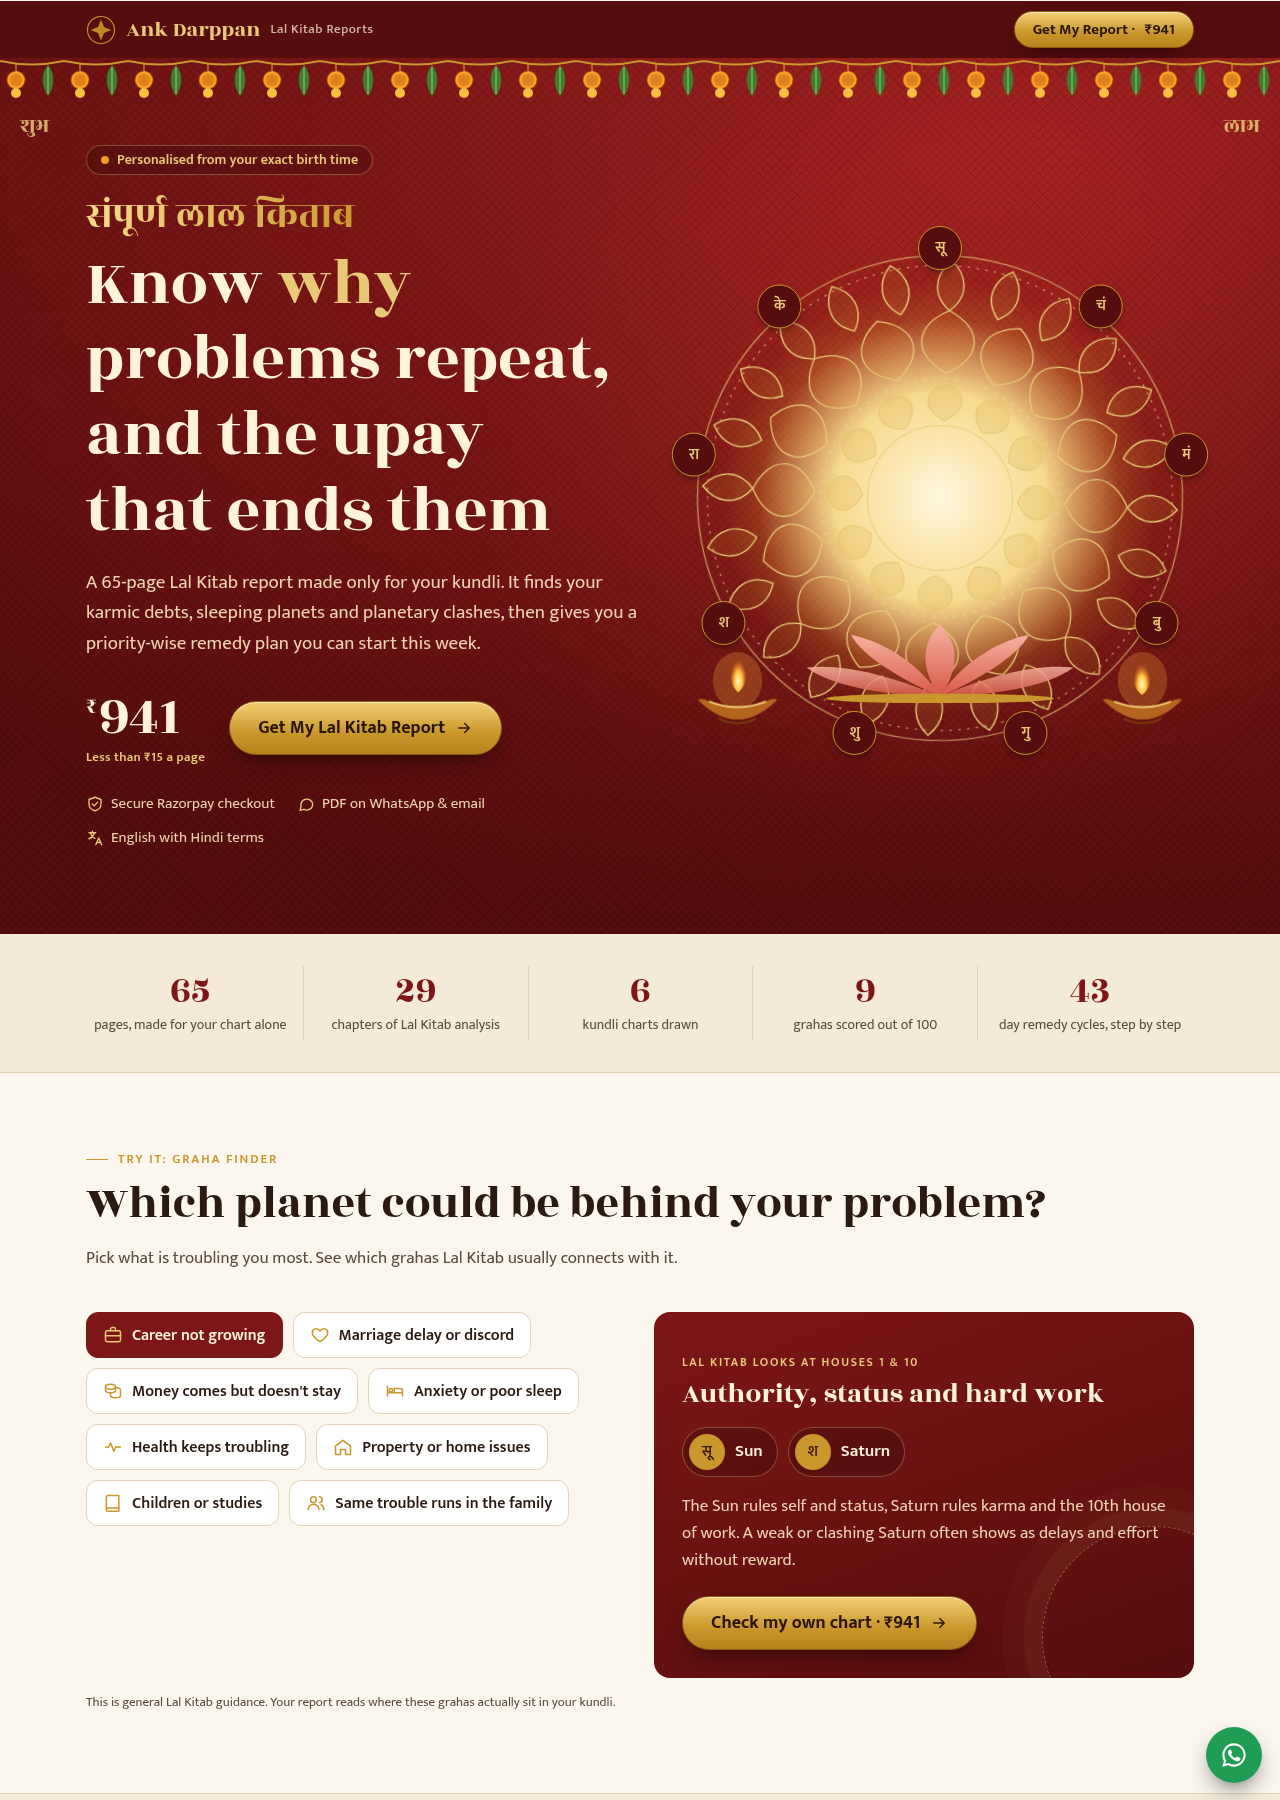 Ank Darppan Lal Kitab Reports
Get My Report · ₹941
शुभ
लाभ
Personalised from your exact birth time
संपूर्ण लाल किताब
Know why
problems repeat,
and the upay
that ends them
A 65-page Lal Kitab report made only for your kundli. It finds your
karmic debts, sleeping planets and planetary clashes, then gives you a
priority-wise remedy plan you can start this week.
₹941
Less than ₹15 a page
Get My Lal Kitab Report →
Secure Razorpay checkout
PDF on WhatsApp & email
English with Hindi terms
सू
चं
मं
बु
गु
शु
श
रा
के
65
pages, made for your chart alone
29
chapters of Lal Kitab analysis
6
kundli charts drawn
9
grahas scored out of 100
43
day remedy cycles, step by step
TRY IT: GRAHA FINDER
Which planet could be behind your problem?
Pick what is troubling you most. See which grahas Lal Kitab usually connects with it.
Career not growing
Marriage delay or discord
Money comes but doesn't stay
Anxiety or poor sleep
Health keeps troubling
Property or home issues
Children or studies
Same trouble runs in the family
LAL KITAB LOOKS AT HOUSES 1 & 10
Authority, status and hard work
सू Sun
श Saturn
The Sun rules self and status, Saturn rules karma and the 10th house
of work. A weak or clashing Saturn often shows as delays and effort
without reward.
Check my own chart · ₹941 →
This is general Lal Kitab guidance. Your report reads where these grahas actually sit in your kundli.